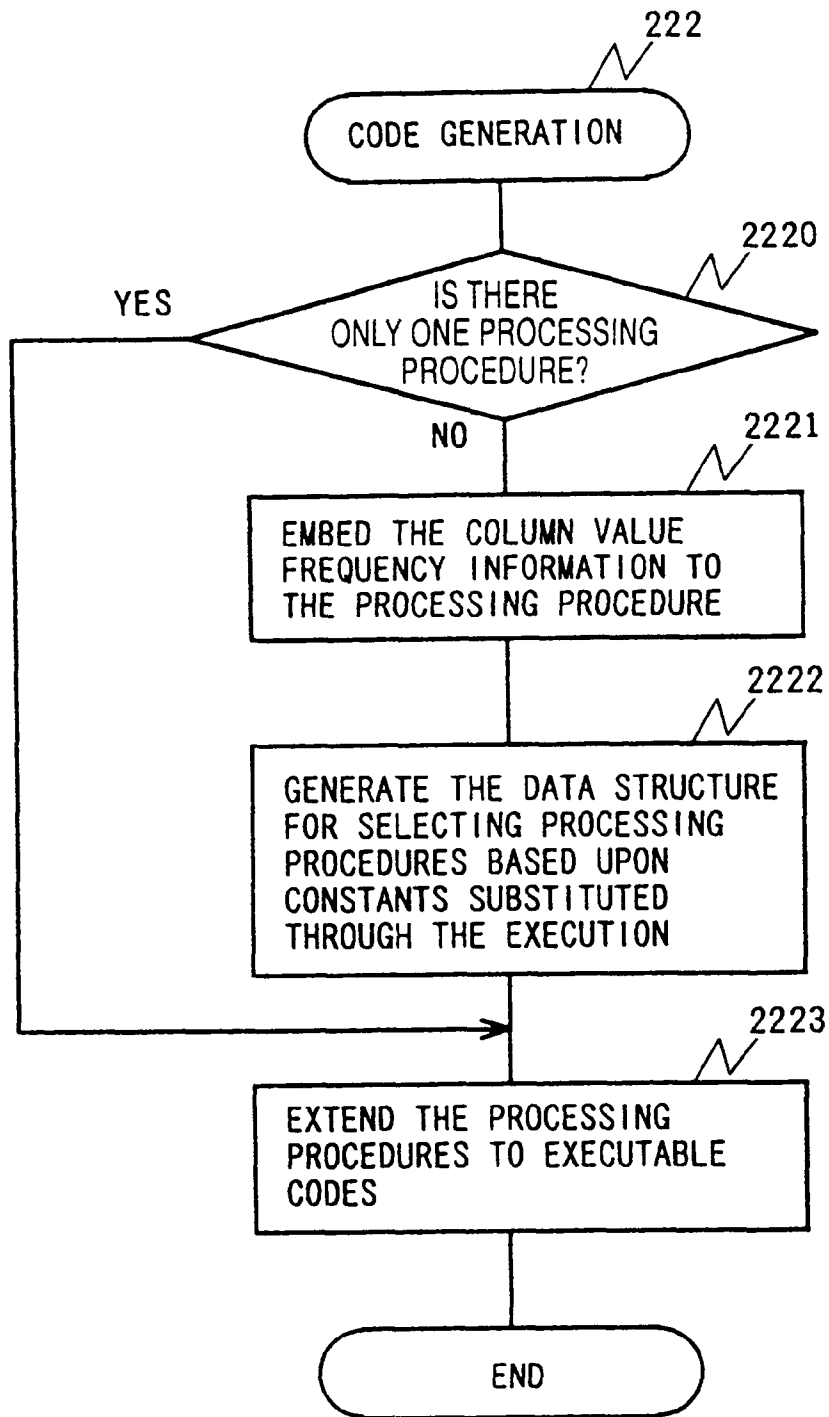 222
CODE GENERATION
2220
YES
IS THERE
ONLY ONE PROCESSING
PROCEDURE?
NO
2221
EMBED THE COLUMN VALUE
FREQUENCY INFORMATION TO
THE PROCESSING PROCEDURE
2222
GENERATE THE DATA STRUCTURE
FOR SELECTING PROCESSING
PROCEDURES BASED UPON
CONSTANTS SUBSTITUTED
THROUGH THE EXECUTION
2223
EXTEND THE PROCESSING
PROCEDURES TO EXECUTABLE
CODES
END